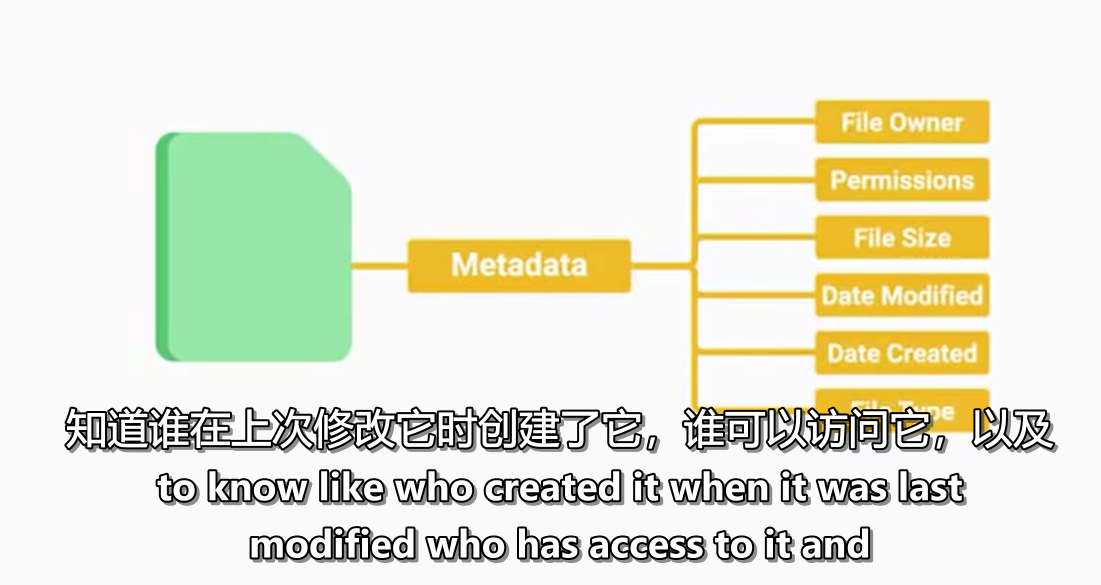 File Owner
Permissions
File Size
Metadata
Date Modified
Date Created
File Type
知道谁在上次修改它时创建了它，谁可以访问它，以及
to know like who created it when it was last
modified who has access to it and